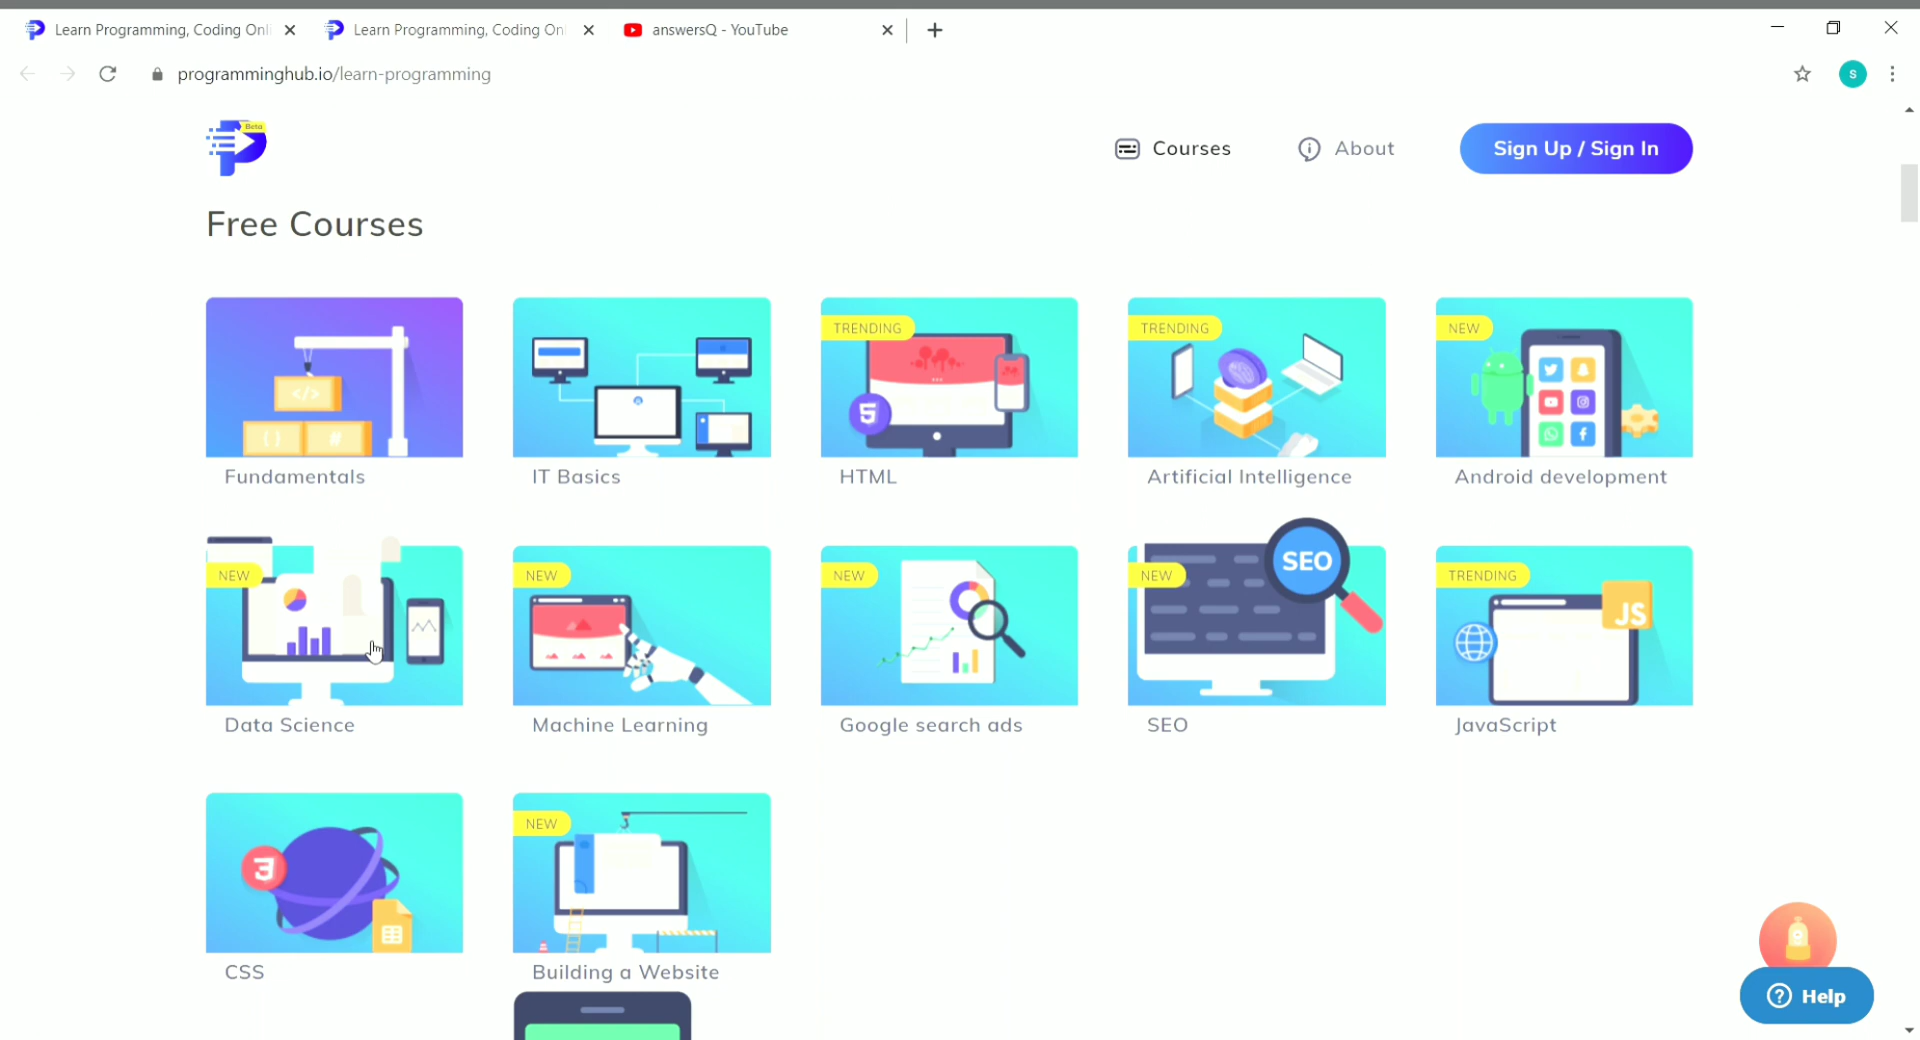 Learn Programming, Coding Onl
Learn Programming, Coding Onl
answersQ - YouTube
programminghub.io/learn-programming
S
Beta
Courses
About
Sign Up / Sign In
Free Courses
</>
{ }
#
Fundamentals
IT Basics
TRENDING
5
HTML
TRENDING
Artificial Intelligence
NEW
Android development
NEW
Data Science
NEW
Machine Learning
NEW
Google search ads
NEW
SEO
SEO
TRENDING
JS
JavaScript
3
CSS
NEW
Building a Website
? Help